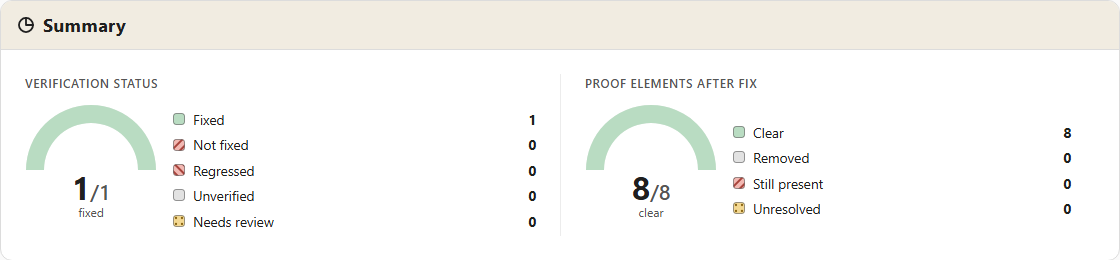 Summary
VERIFICATION STATUS
1/1
fixed
Fixed 1
Not fixed 0
Regressed 0
Unverified 0
Needs review 0
PROOF ELEMENTS AFTER FIX
8/8
clear
Clear 8
Removed 0
Still present 0
Unresolved 0